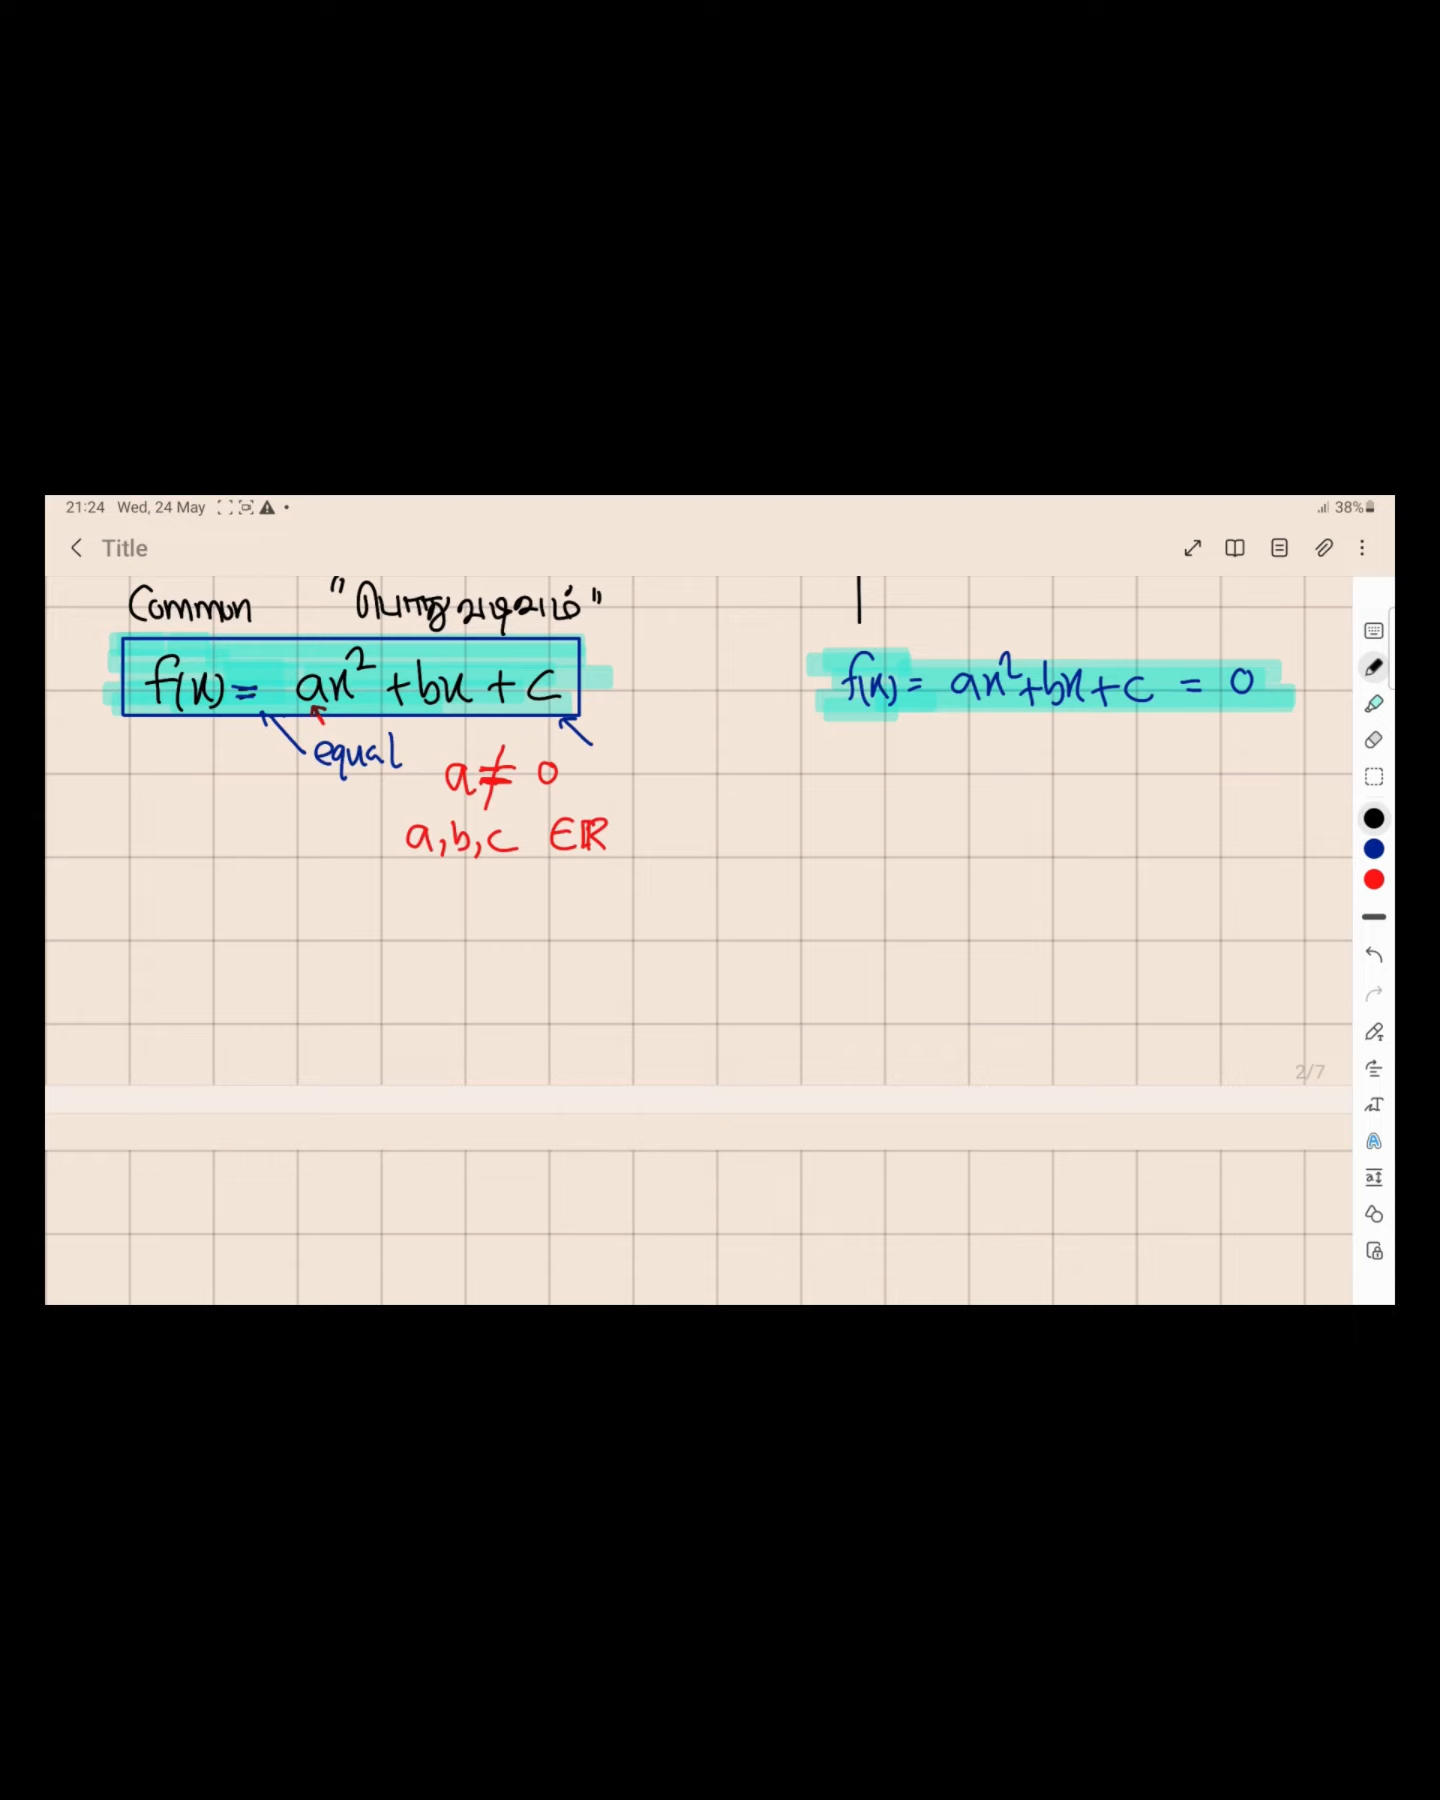 21:24 Wed, 24 May
38%
Title
Common "பொது வடிவம்"
f(x) = ax² + bx + c
f(x) = ax² + bx + c = 0
equal
a ≠ 0
a, b, c ∈ ℝ
2/7